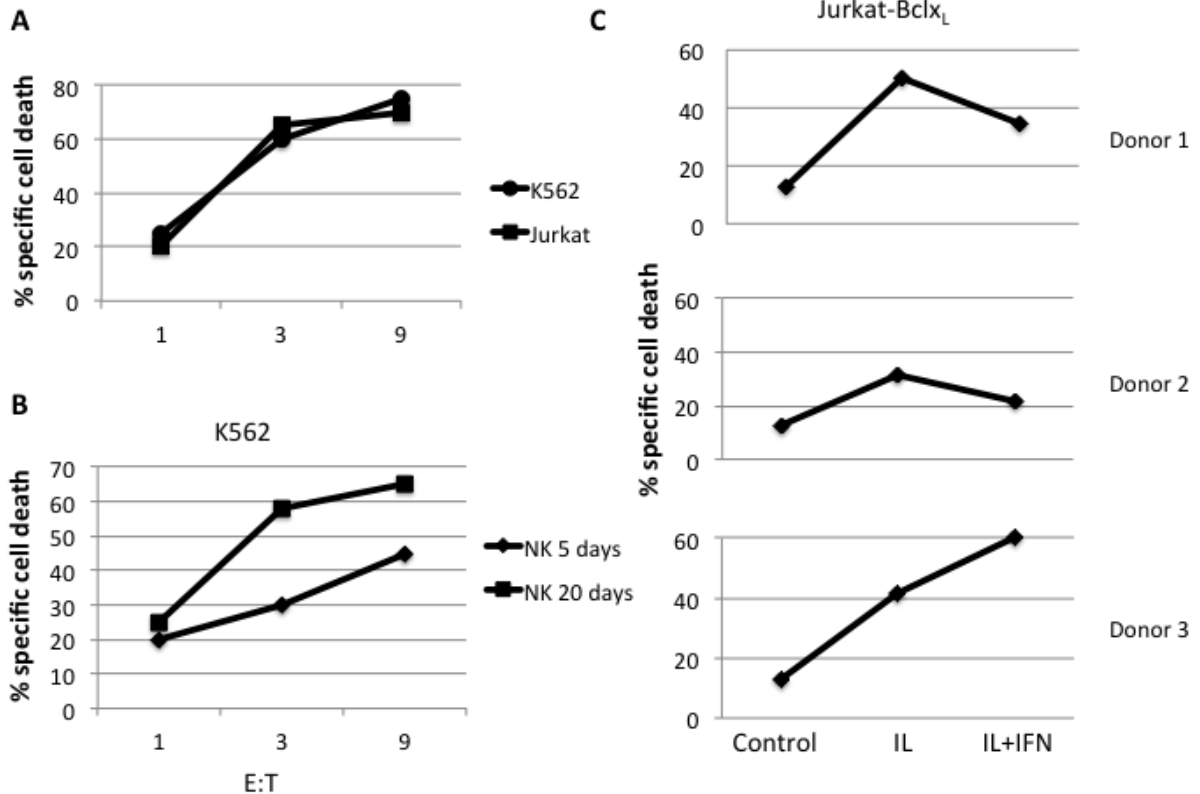 A
% specific cell death
80
60
40
20
0
1 3 9
K562
Jurkat
B
K562
% specific cell death
70
60
50
40
30
20
10
0
1 3 9
E:T
NK 5 days
NK 20 days
C
Jurkat-BclxL
% specific cell death
60
40
20
0
Donor 1
60
40
20
0
Donor 2
60
40
20
0
Donor 3
Control IL IL+IFN